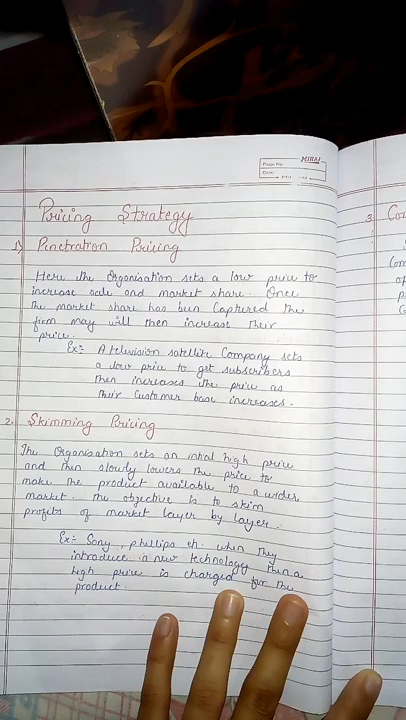 MIRAJ
Page No.
Date
Pricing Strategy
1) Pinetration Pricing
Here the Organisation sets a low price to
increase sale and market share. Once
the market share has been Captured the
firm may will then increase their
price.
Ex:- A television satellite Company sets
a low price to get subscribers
then increases the price as
their Customer base increases.
2. Skimming Pricing
The Organisation sets an initial high price
and then slowly lowers the price to
make the product available to a wider
market. The objective is to skim
profits of market layer by layer.
Ex:- Sony, phillips etc. when they
introduce a new technology then a
high price is charged for the
product.
3.